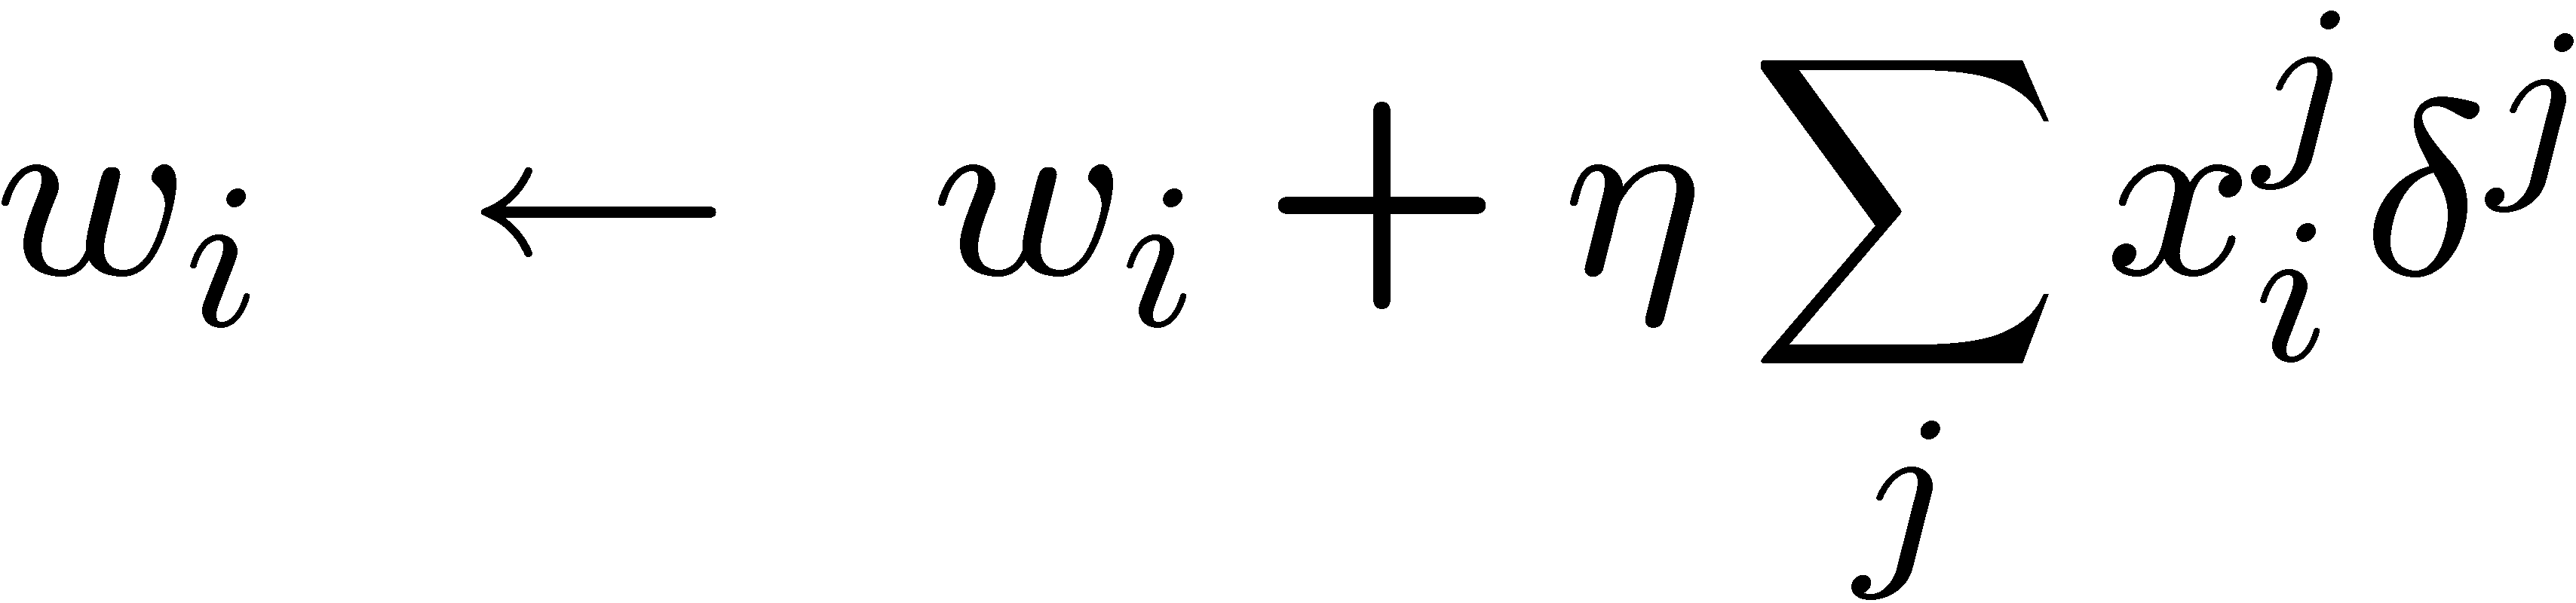 w_i ← w_i + η ∑_j x_i^j δ^j